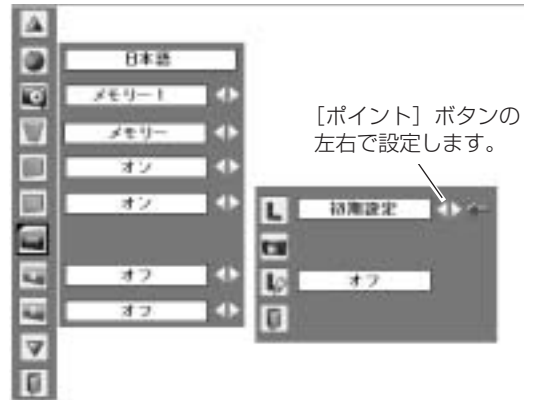 日本語
メモリー1
メモリー
オン
オン
オフ
オフ
［ポイント］ボタンの
左右で設定します。
初期設定
オフ